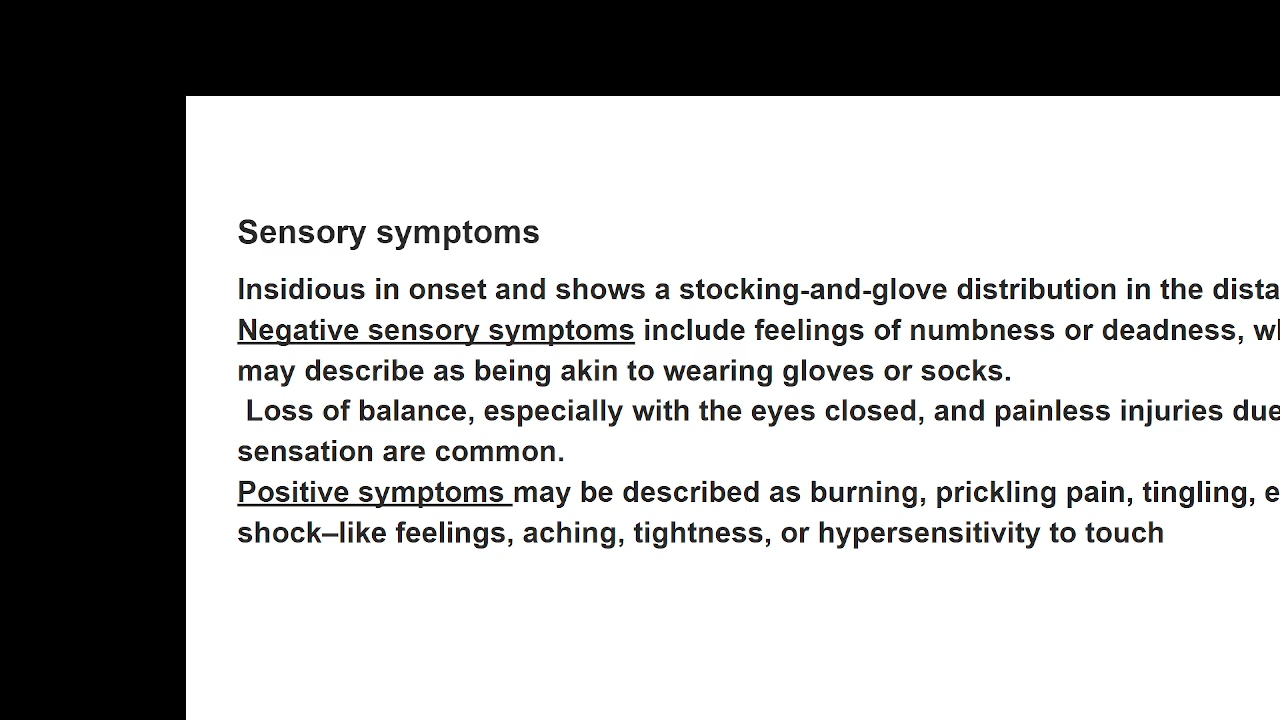 Sensory symptoms
Insidious in onset and shows a stocking-and-glove distribution in the
Negative sensory symptoms include feelings of numbness or deadness,
may describe as being akin to wearing gloves or socks.
Loss of balance, especially with the eyes closed, and painless injuries due
sensation are common.
Positive symptoms may be described as burning, prickling pain, tingling,
shock–like feelings, aching, tightness, or hypersensitivity to touch